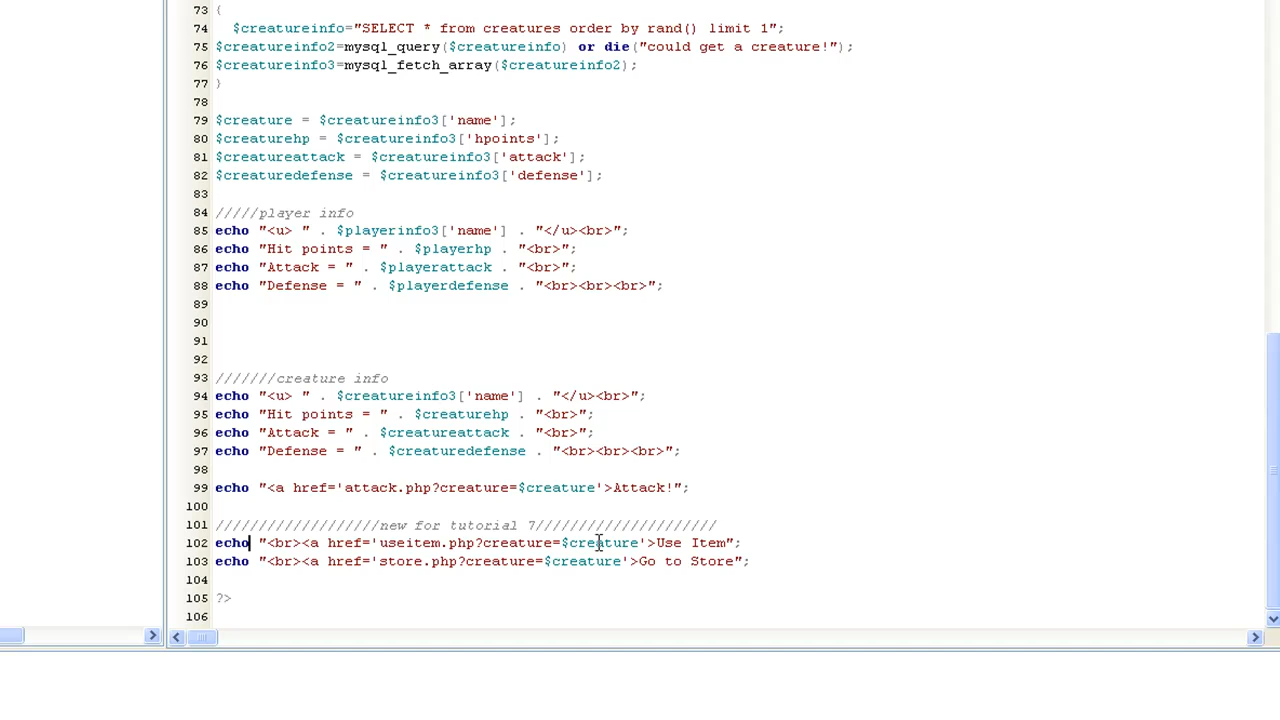 73 {
74 $creatureinfo="SELECT * from creatures order by rand() limit 1";
75 $creatureinfo2=mysql_query($creatureinfo) or die("could get a creature!");
76 $creatureinfo3=mysql_fetch_array($creatureinfo2);
77 }
78
79 $creature = $creatureinfo3['name'];
80 $creaturehp = $creatureinfo3['hpoints'];
81 $creatureattack = $creatureinfo3['attack'];
82 $creaturedefense = $creatureinfo3['defense'];
83
84 /////player info
85 echo "<u> " . $playerinfo3['name'] . "</u><br>";
86 echo "Hit points = " . $playerhp . "<br>";
87 echo "Attack = " . $playerattack . "<br>";
88 echo "Defense = " . $playerdefense . "<br><br><br>";
89
90
91
92
93 ///////creature info
94 echo "<u> " . $creatureinfo3['name'] . "</u><br>";
95 echo "Hit points = " . $creaturehp . "<br>";
96 echo "Attack = " . $creatureattack . "<br>";
97 echo "Defense = " . $creaturedefense . "<br><br><br>";
98
99 echo "<a href='attack.php?creature=$creature'>Attack!";
100
101 ///////////////////new for tutorial 7/////////////////////
102 echo "<br><a href='useitem.php?creature=$creature'>Use Item";
103 echo "<br><a href='store.php?creature=$creature'>Go to Store";
104
105 ?>
106